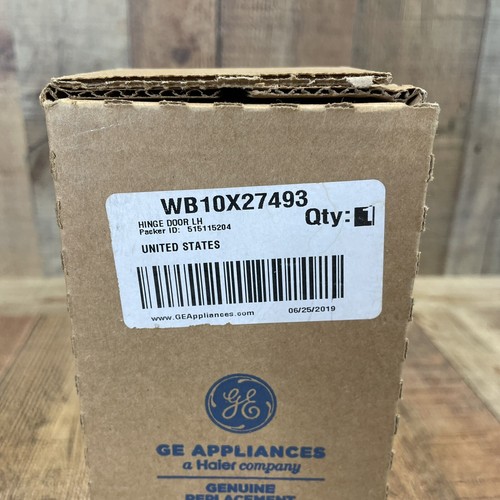 WB10X27493
HINGE DOOR LH
Qty: 1
Packer ID: 515115204
UNITED STATES
www.GEAppliances.com 06/25/2019
GE
GE APPLIANCES
a Haier company
GENUINE
REPLACEMENT